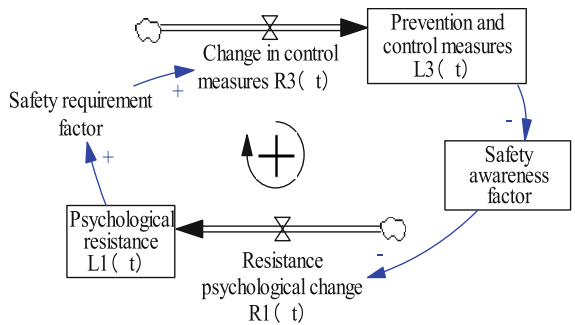 Prevention and
control measures
L3( t)
Change in control
measures R3( t)
+
Safety requirement
factor
-
+
+
Safety
awareness
factor
Psychological
resistance
L1( t)
-
Resistance
psychological change
R1( t)